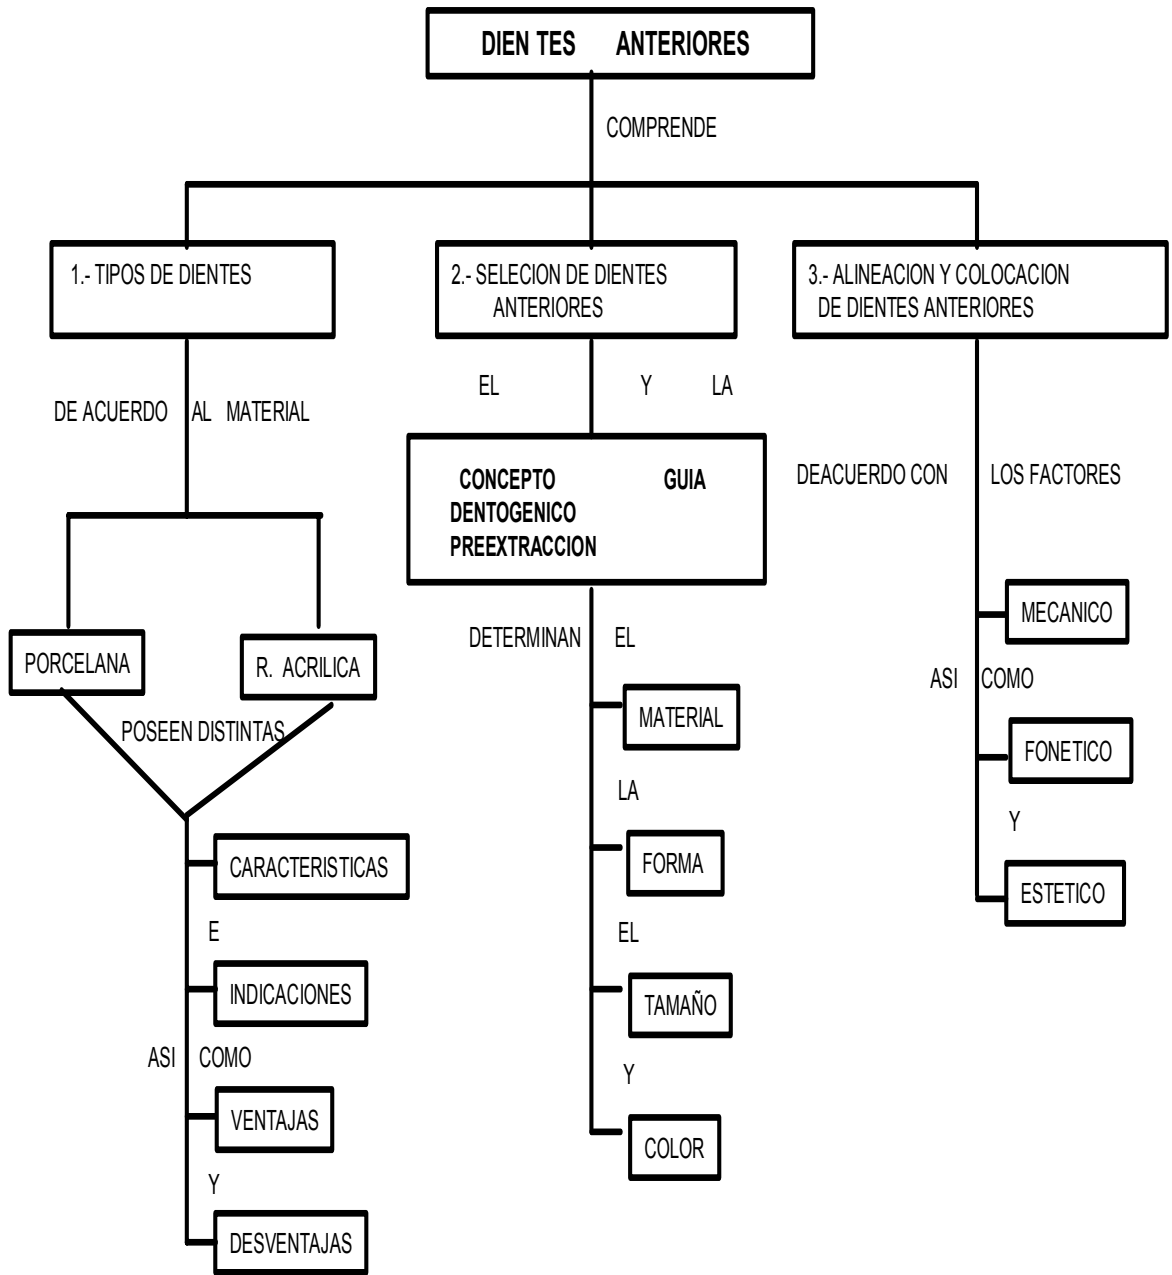 DIEN TES ANTERIORES
COMPRENDE
1.- TIPOS DE DIENTES
DE ACUERDO AL MATERIAL
PORCELANA
R. ACRILICA
POSEEN DISTINTAS
CARACTERISTICAS
E
INDICACIONES
ASI COMO
VENTAJAS
Y
DESVENTAJAS
2.- SELECION DE DIENTES
ANTERIORES
EL Y LA
CONCEPTO GUIA
DENTOGENICO
PREEXTRACCION
DETERMINAN EL
MATERIAL
LA
FORMA
EL
TAMAÑO
Y
COLOR
3.- ALINEACION Y COLOCACION
DE DIENTES ANTERIORES
DEACUERDO CON LOS FACTORES
MECANICO
ASI COMO
FONETICO
Y
ESTETICO